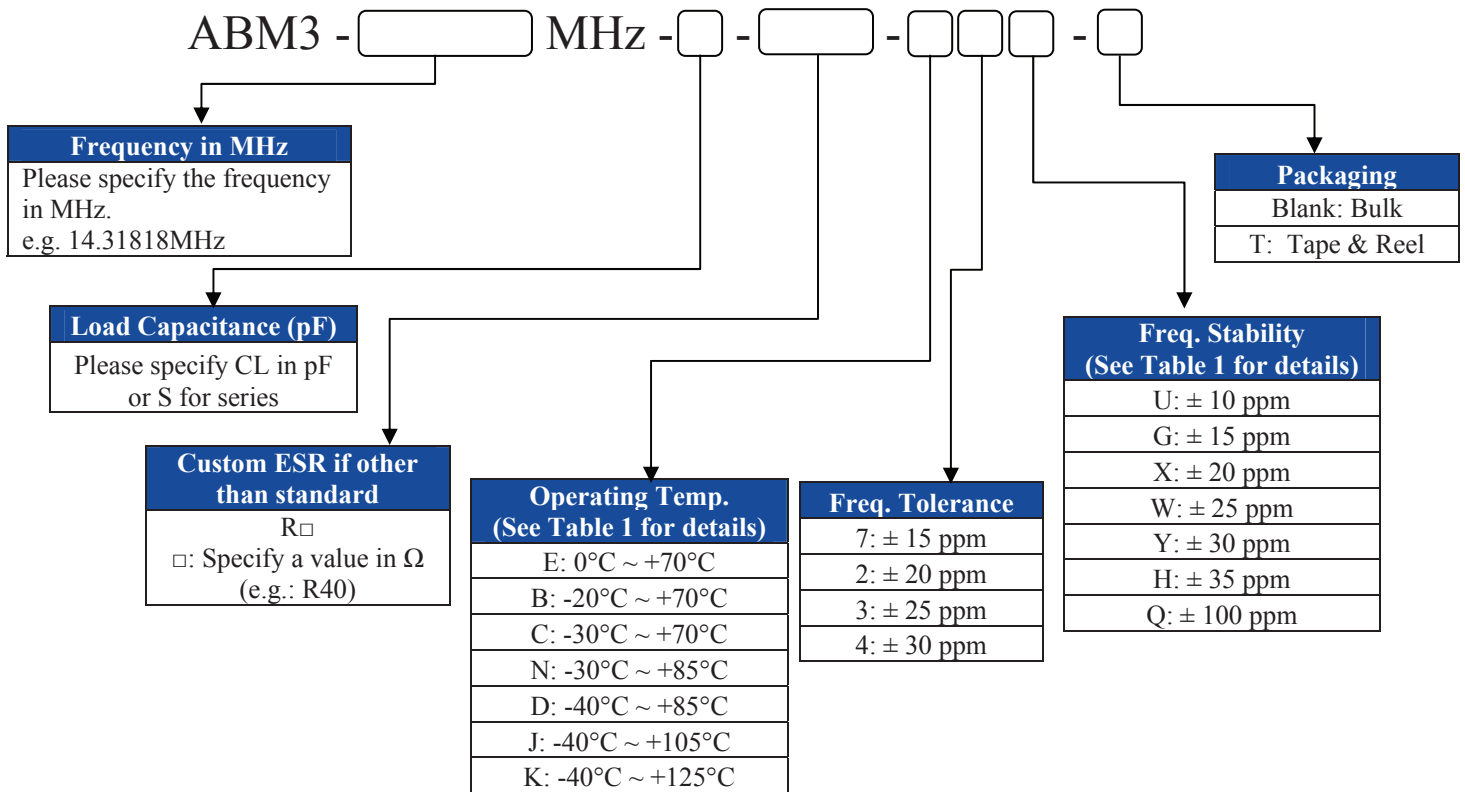 ABM3 - MHz - - - -
Frequency in MHz
Please specify the frequency
in MHz.
e.g. 14.31818MHz
Load Capacitance (pF)
Please specify CL in pF
or S for series
Custom ESR if other
than standard
R□
□: Specify a value in Ω
(e.g.: R40)
Operating Temp.
(See Table 1 for details)
E: 0°C ~ +70°C
B: -20°C ~ +70°C
C: -30°C ~ +70°C
N: -30°C ~ +85°C
D: -40°C ~ +85°C
J: -40°C ~ +105°C
K: -40°C ~ +125°C
Freq. Tolerance
7: ± 15 ppm
2: ± 20 ppm
3: ± 25 ppm
4: ± 30 ppm
Freq. Stability
(See Table 1 for details)
U: ± 10 ppm
G: ± 15 ppm
X: ± 20 ppm
W: ± 25 ppm
Y: ± 30 ppm
H: ± 35 ppm
Q: ± 100 ppm
Packaging
Blank: Bulk
T: Tape & Reel